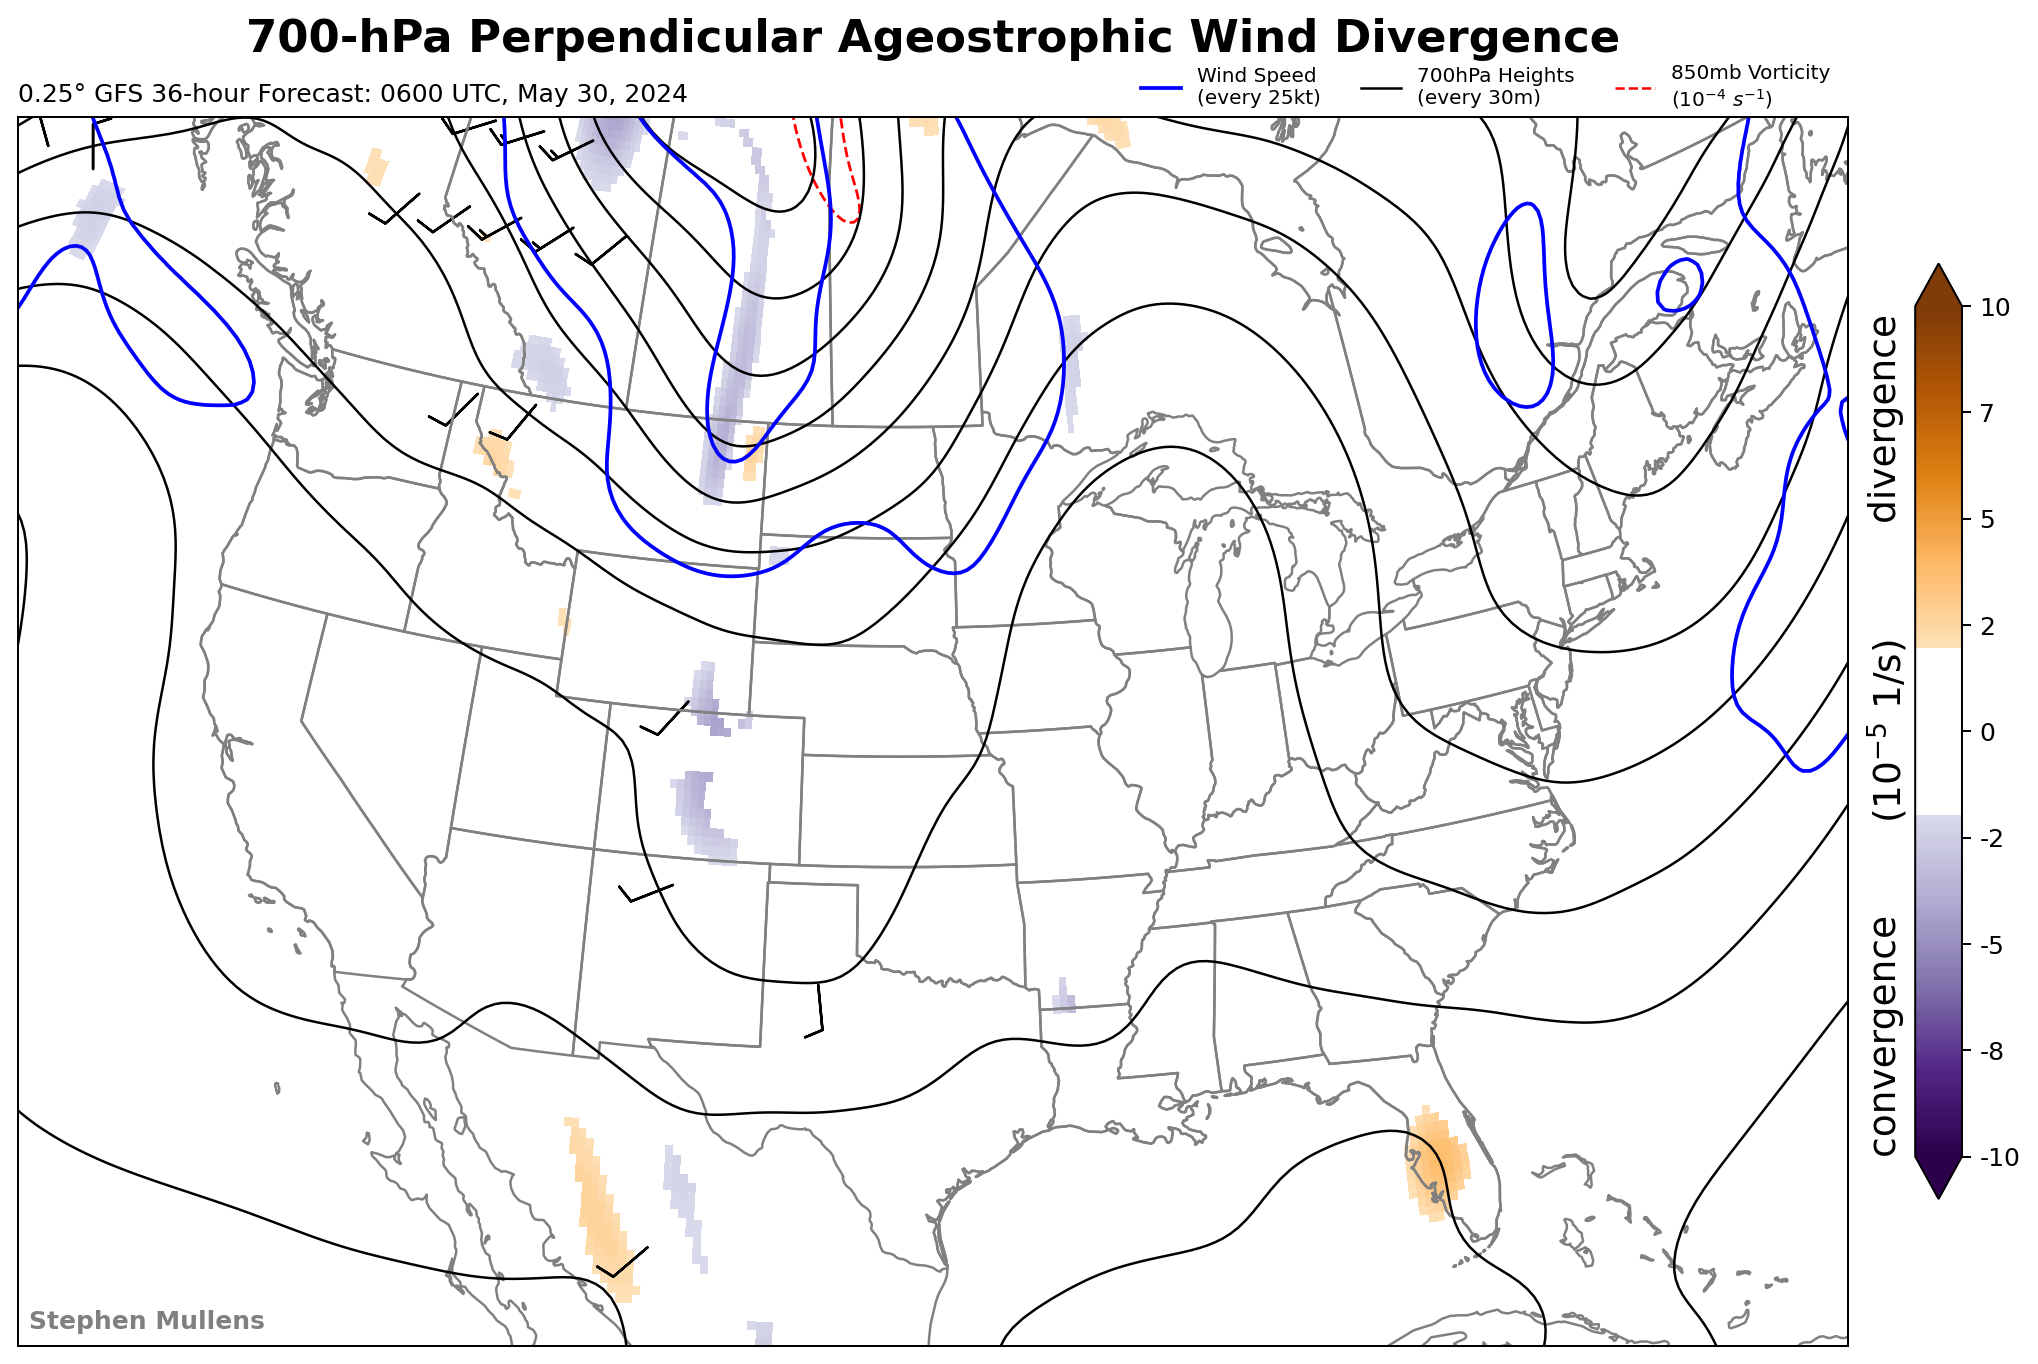 700-hPa Perpendicular Ageostrophic Wind Divergence
0.25° GFS 36-hour Forecast: 0600 UTC, May 30, 2024
Wind Speed
(every 25kt)
700hPa Heights
(every 30m)
850mb Vorticity
(10⁻⁴ s⁻¹)
10
7
5
2
0
-2
-5
-8
-10
convergence (10⁻⁵ 1/s) divergence
Stephen Mullens